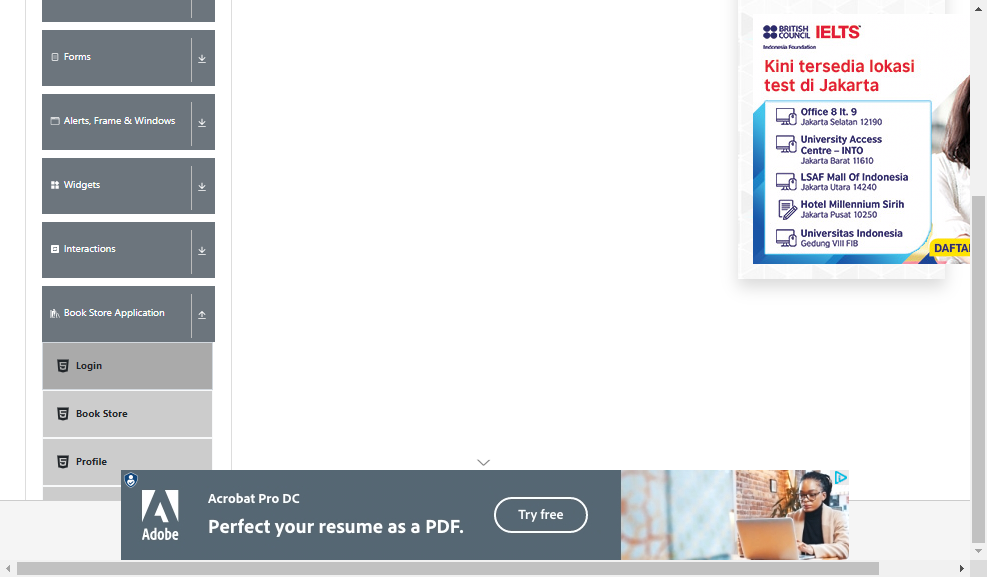 Forms
Alerts, Frame & Windows
Widgets
Interactions
Book Store Application
Login
Book Store
Profile
BRITISH COUNCIL IELTS
Indonesia Foundation
Kini tersedia lokasi
test di Jakarta
Office 8 lt. 9
Jakarta Selatan 12190
University Access
Centre – INTO
Jakarta Barat 11610
LSAF Mall Of Indonesia
Jakarta Utara 14240
Hotel Millennium Sirih
Jakarta Pusat 10250
Universitas Indonesia
Gedung VIII FIB
DAFTA
Adobe
Acrobat Pro DC
Perfect your resume as a PDF.
Try free